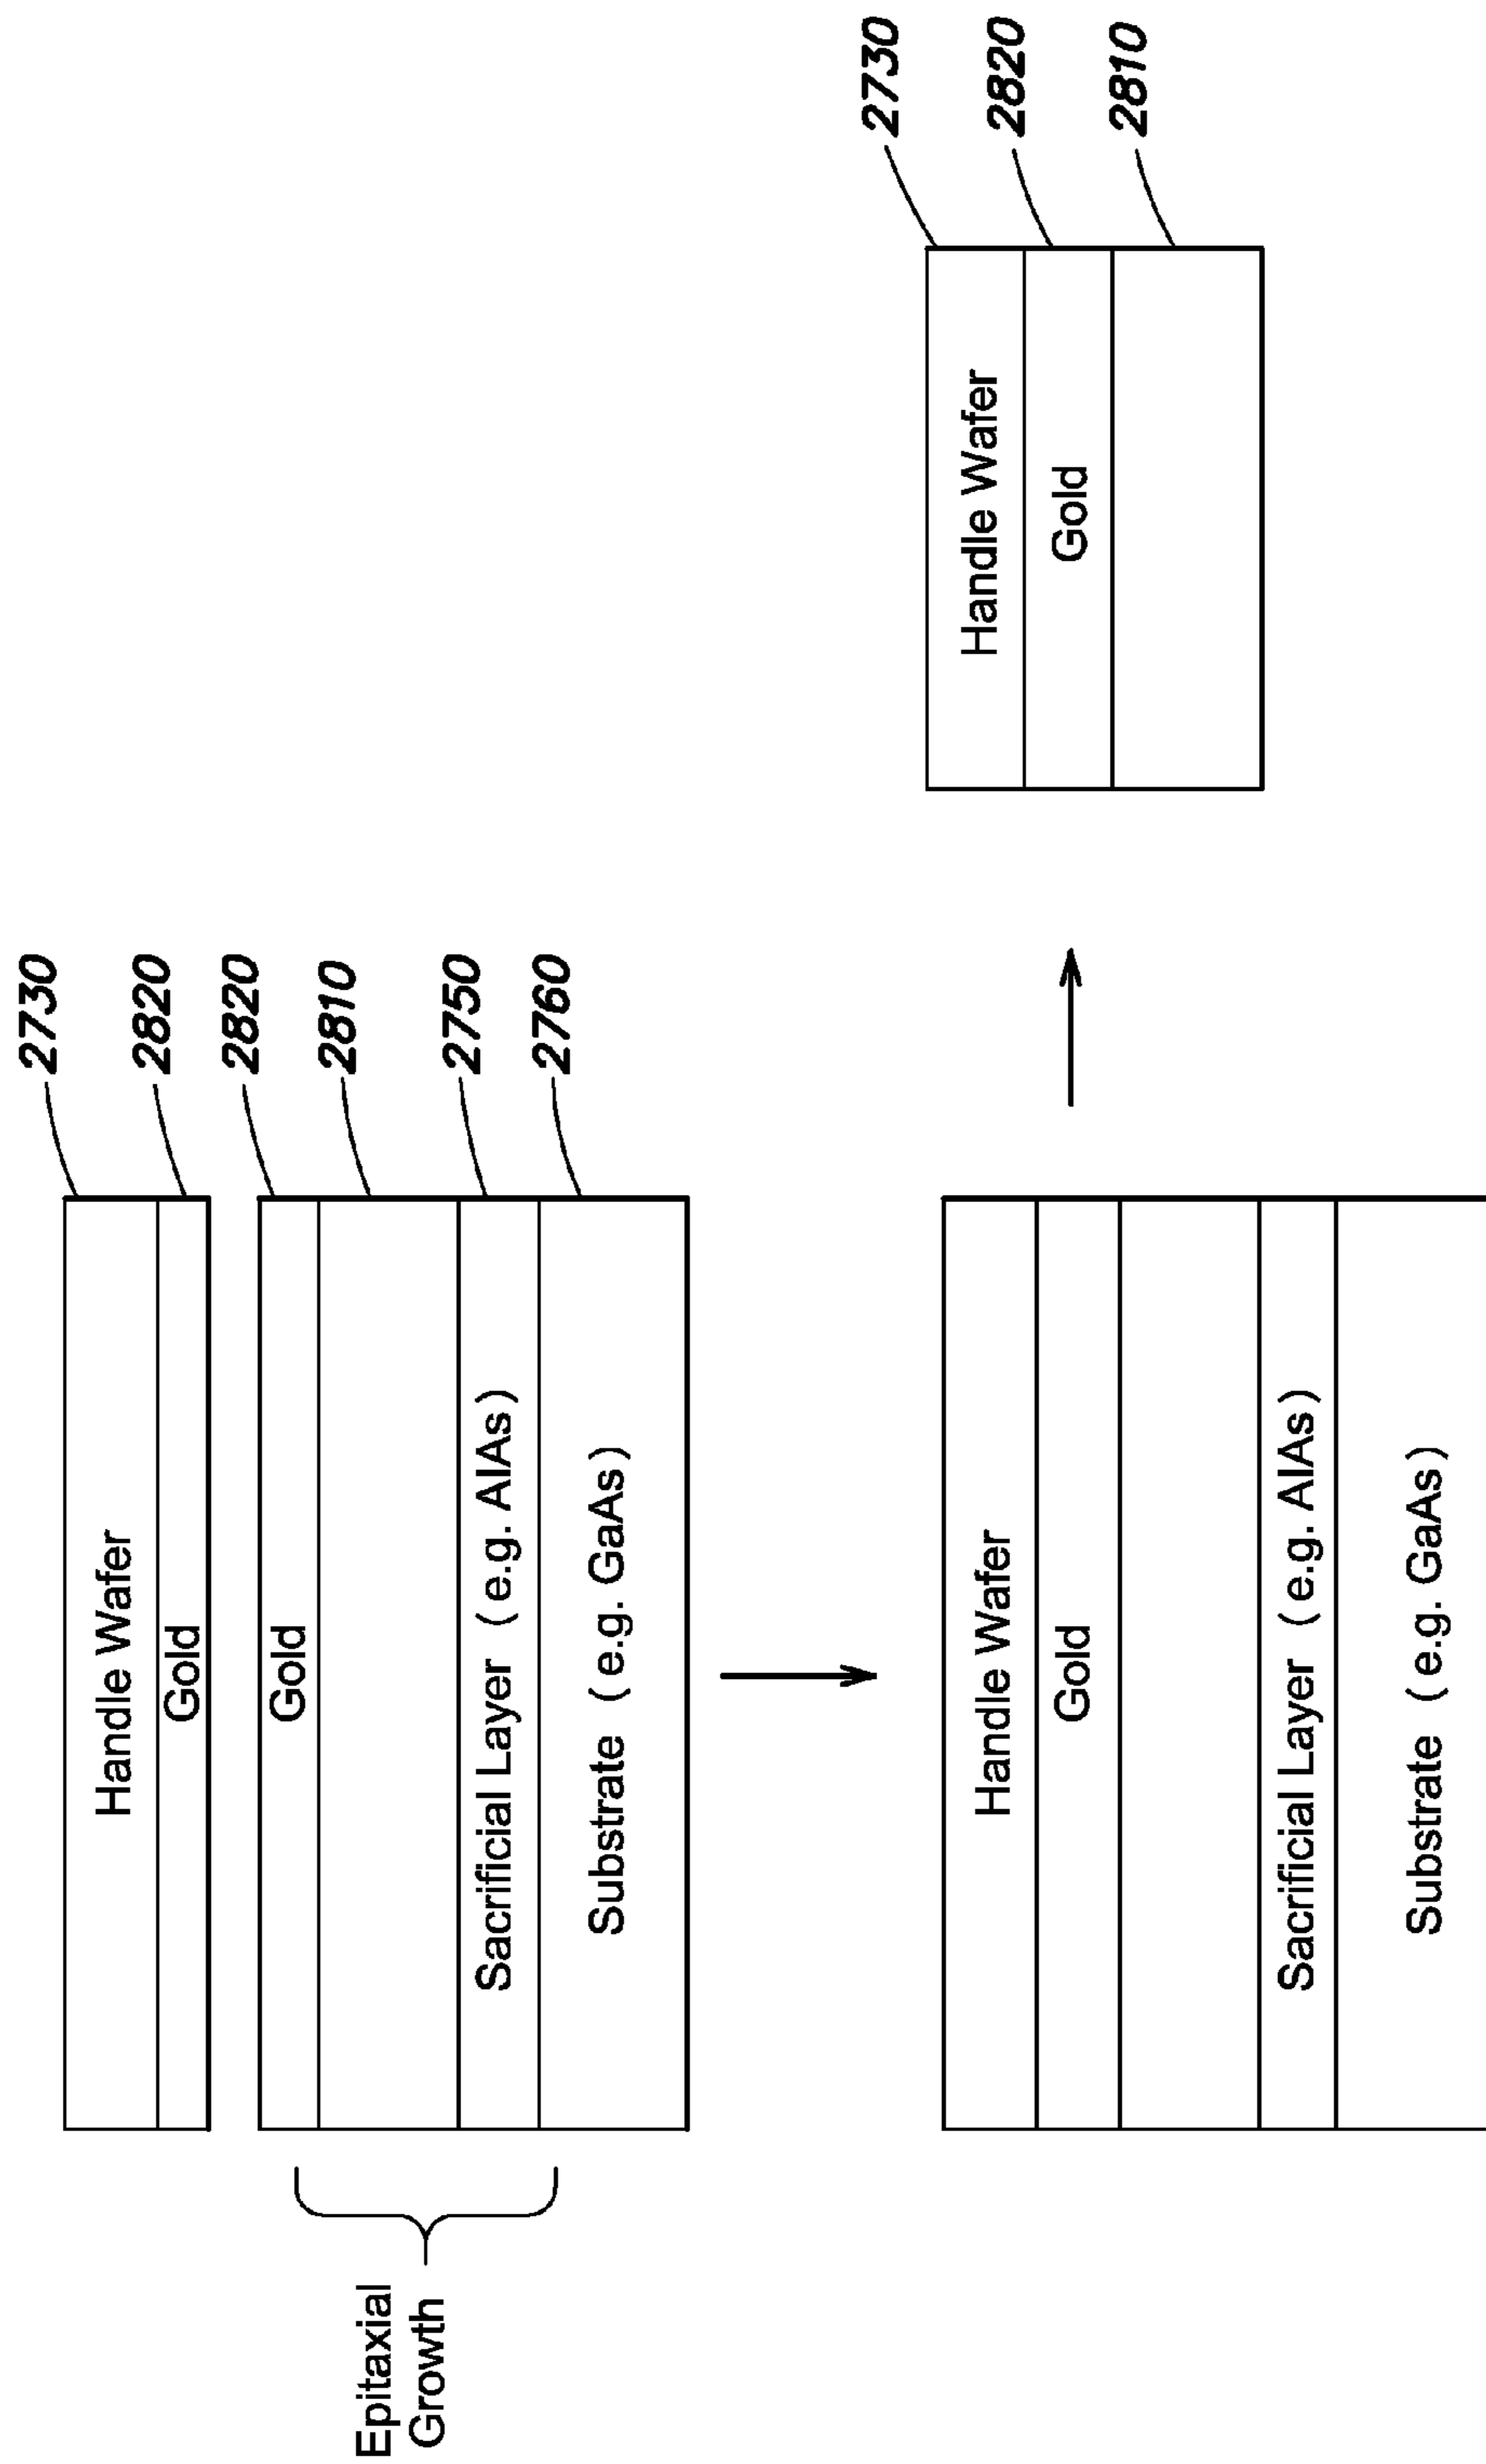 2730
Handle Wafer
2820
Gold
2820
Gold
2810
Epitaxial
Growth
2750
Sacrificial Layer (e.g. AlAs)
2760
Substrate (e.g. GaAs)
Handle Wafer
Gold
Sacrificial Layer (e.g. AlAs)
Substrate (e.g. GaAs)
2730
Handle Wafer
2820
Gold
2810